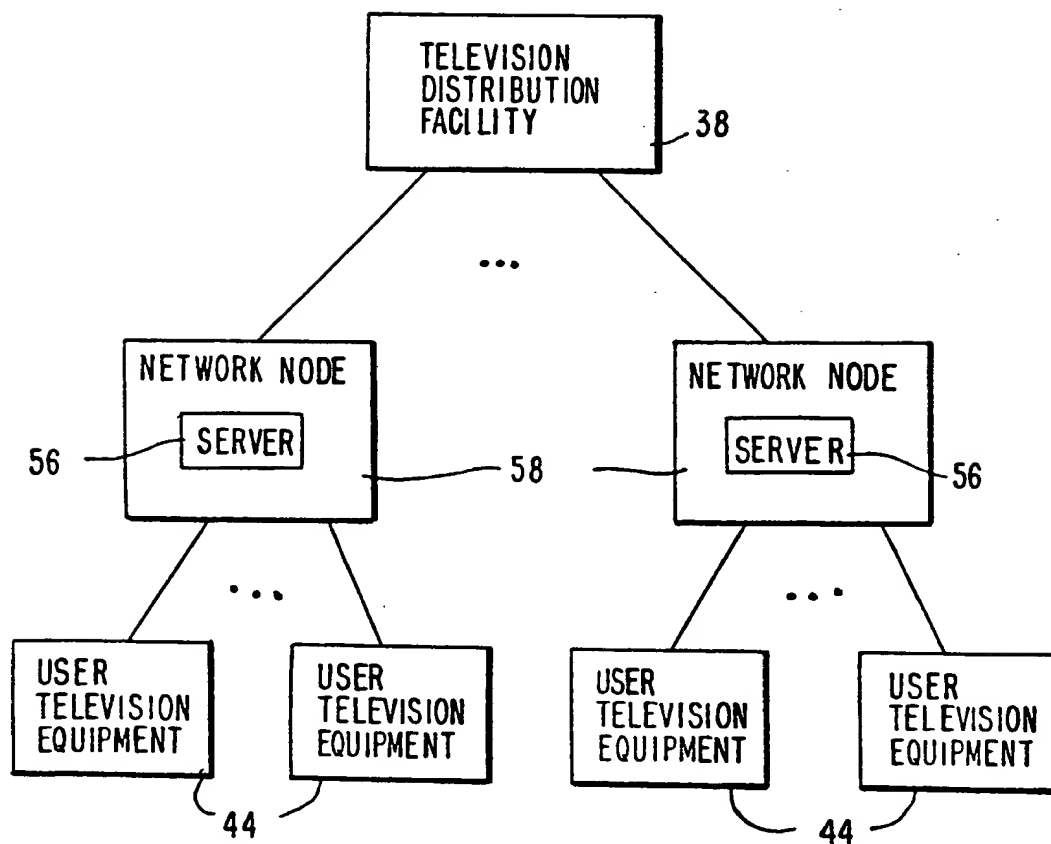 TELEVISION
DISTRIBUTION
FACILITY
38
NETWORK NODE
SERVER
56
58
NETWORK NODE
SERVER
56
USER
TELEVISION
EQUIPMENT
USER
TELEVISION
EQUIPMENT
44
USER
TELEVISION
EQUIPMENT
USER
TELEVISION
EQUIPMENT
44